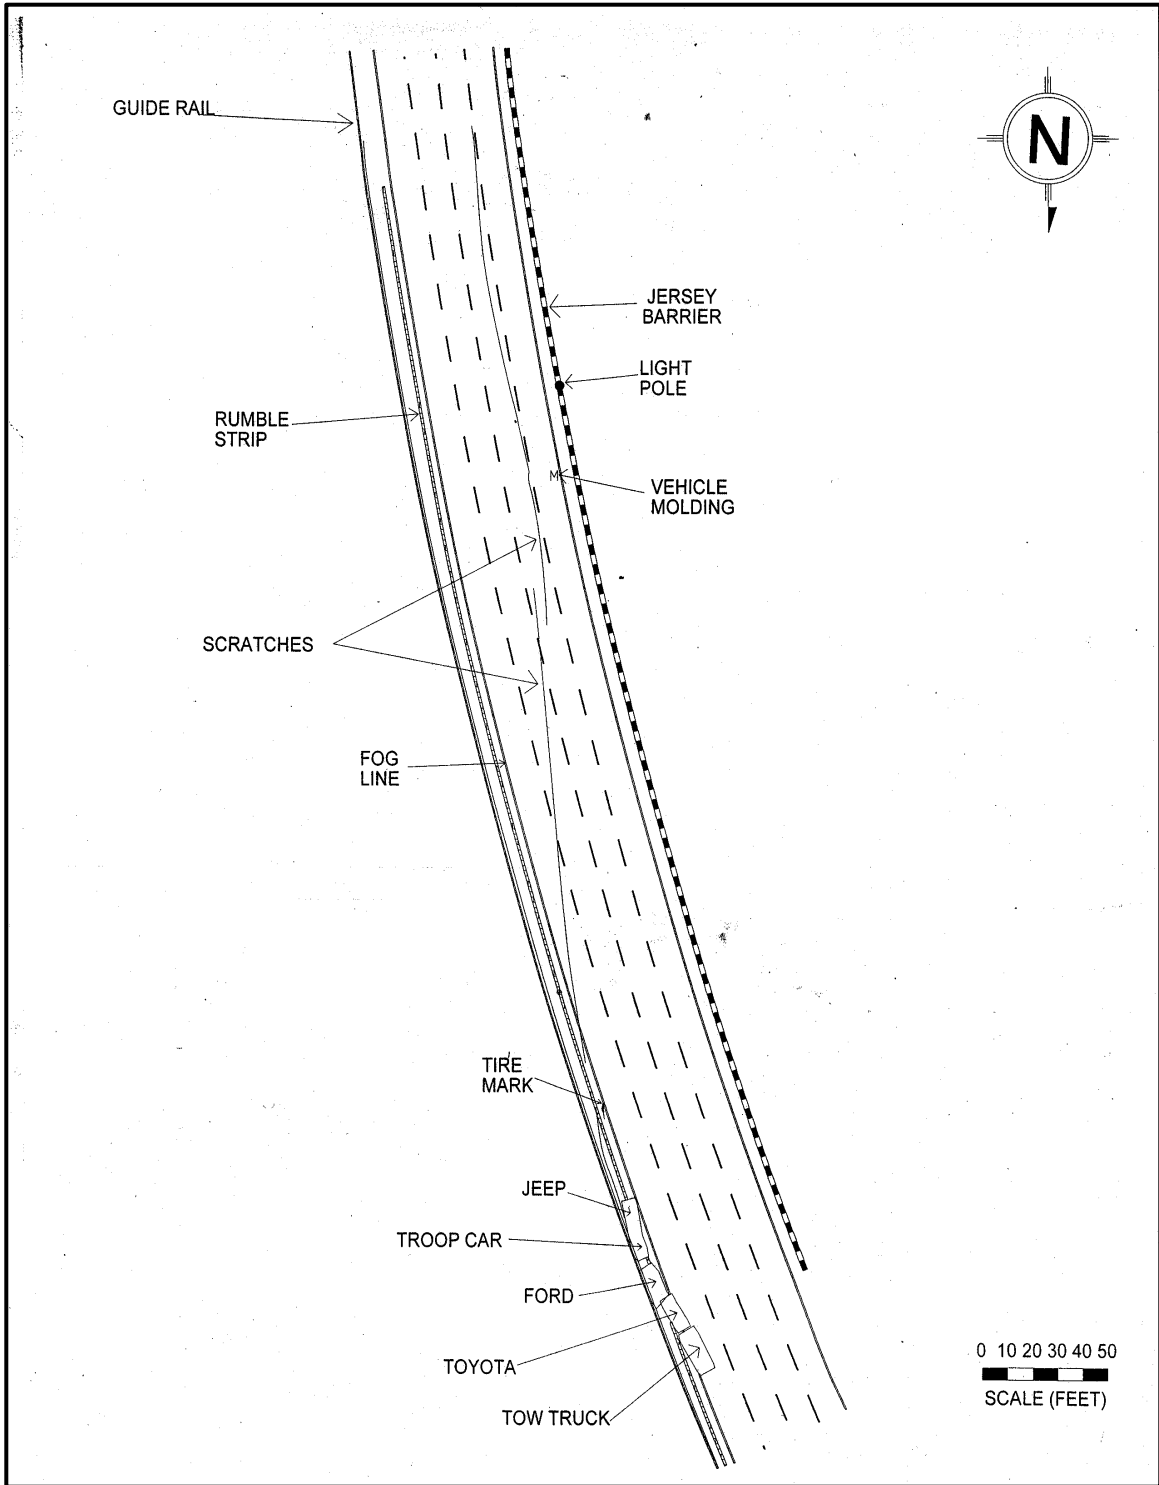 GUIDE RAIL
N
JERSEY
BARRIER
LIGHT
POLE
RUMBLE
STRIP
M
VEHICLE
MOLDING
SCRATCHES
FOG
LINE
TIRE
MARK
JEEP
TROOP CAR
FORD
TOYOTA
TOW TRUCK
0 10 20 30 40 50
SCALE (FEET)